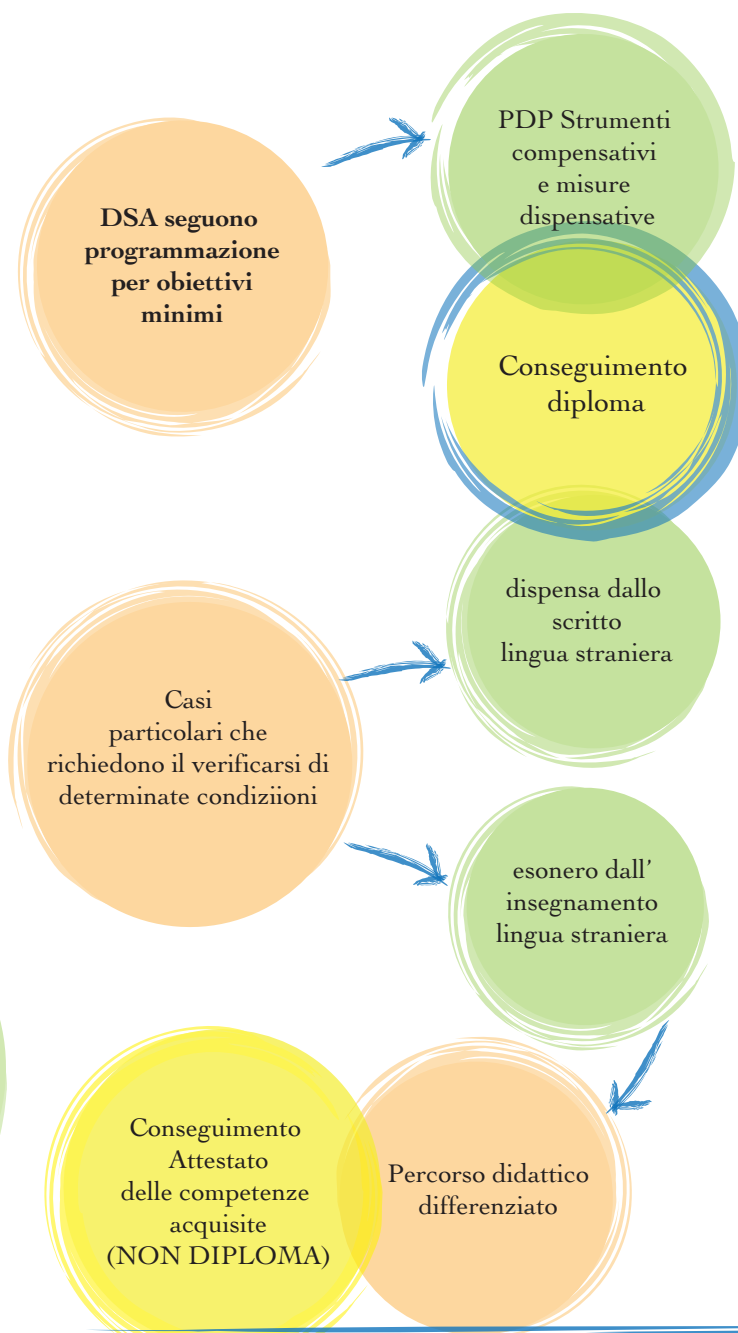 PDP Strumenti
compensativi
e misure
dispensative
DSA seguono
programmazione
per obiettivi
minimi
Conseguimento
diploma
dispensa dallo
scritto
lingua straniera
Casi
particolari che
richiedono il verificarsi di
determinate condiziioni
esonero dall'
insegnamento
lingua straniera
Conseguimento
Attestato
delle competenze
acquisite
(NON DIPLOMA)
Percorso didattico
differenziato